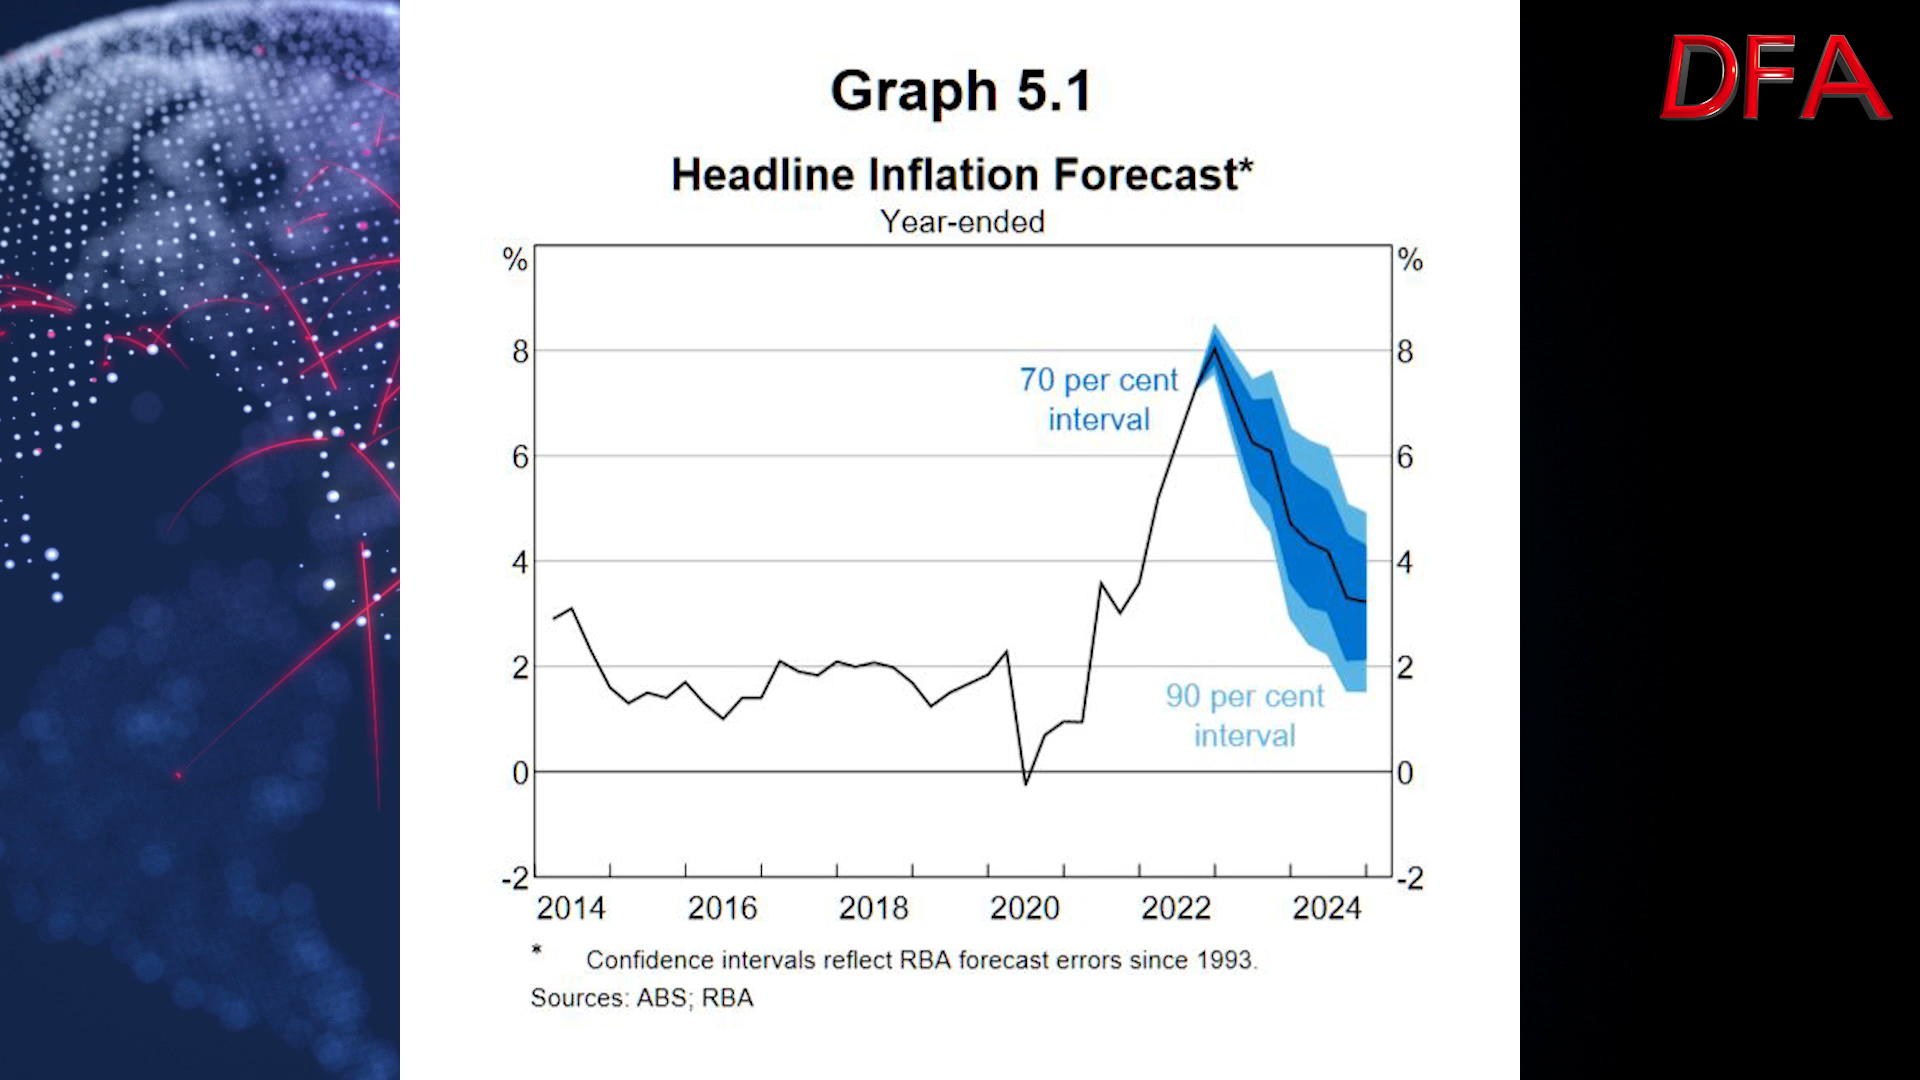 DFA
Graph 5.1
Headline Inflation Forecast*
Year-ended
% %
8 8
70 per cent
interval
6 6
4 4
2 2
90 per cent
interval
0 0
-2 -2
2014 2016 2018 2020 2022 2024
* Confidence intervals reflect RBA forecast errors since 1993.
Sources: ABS; RBA